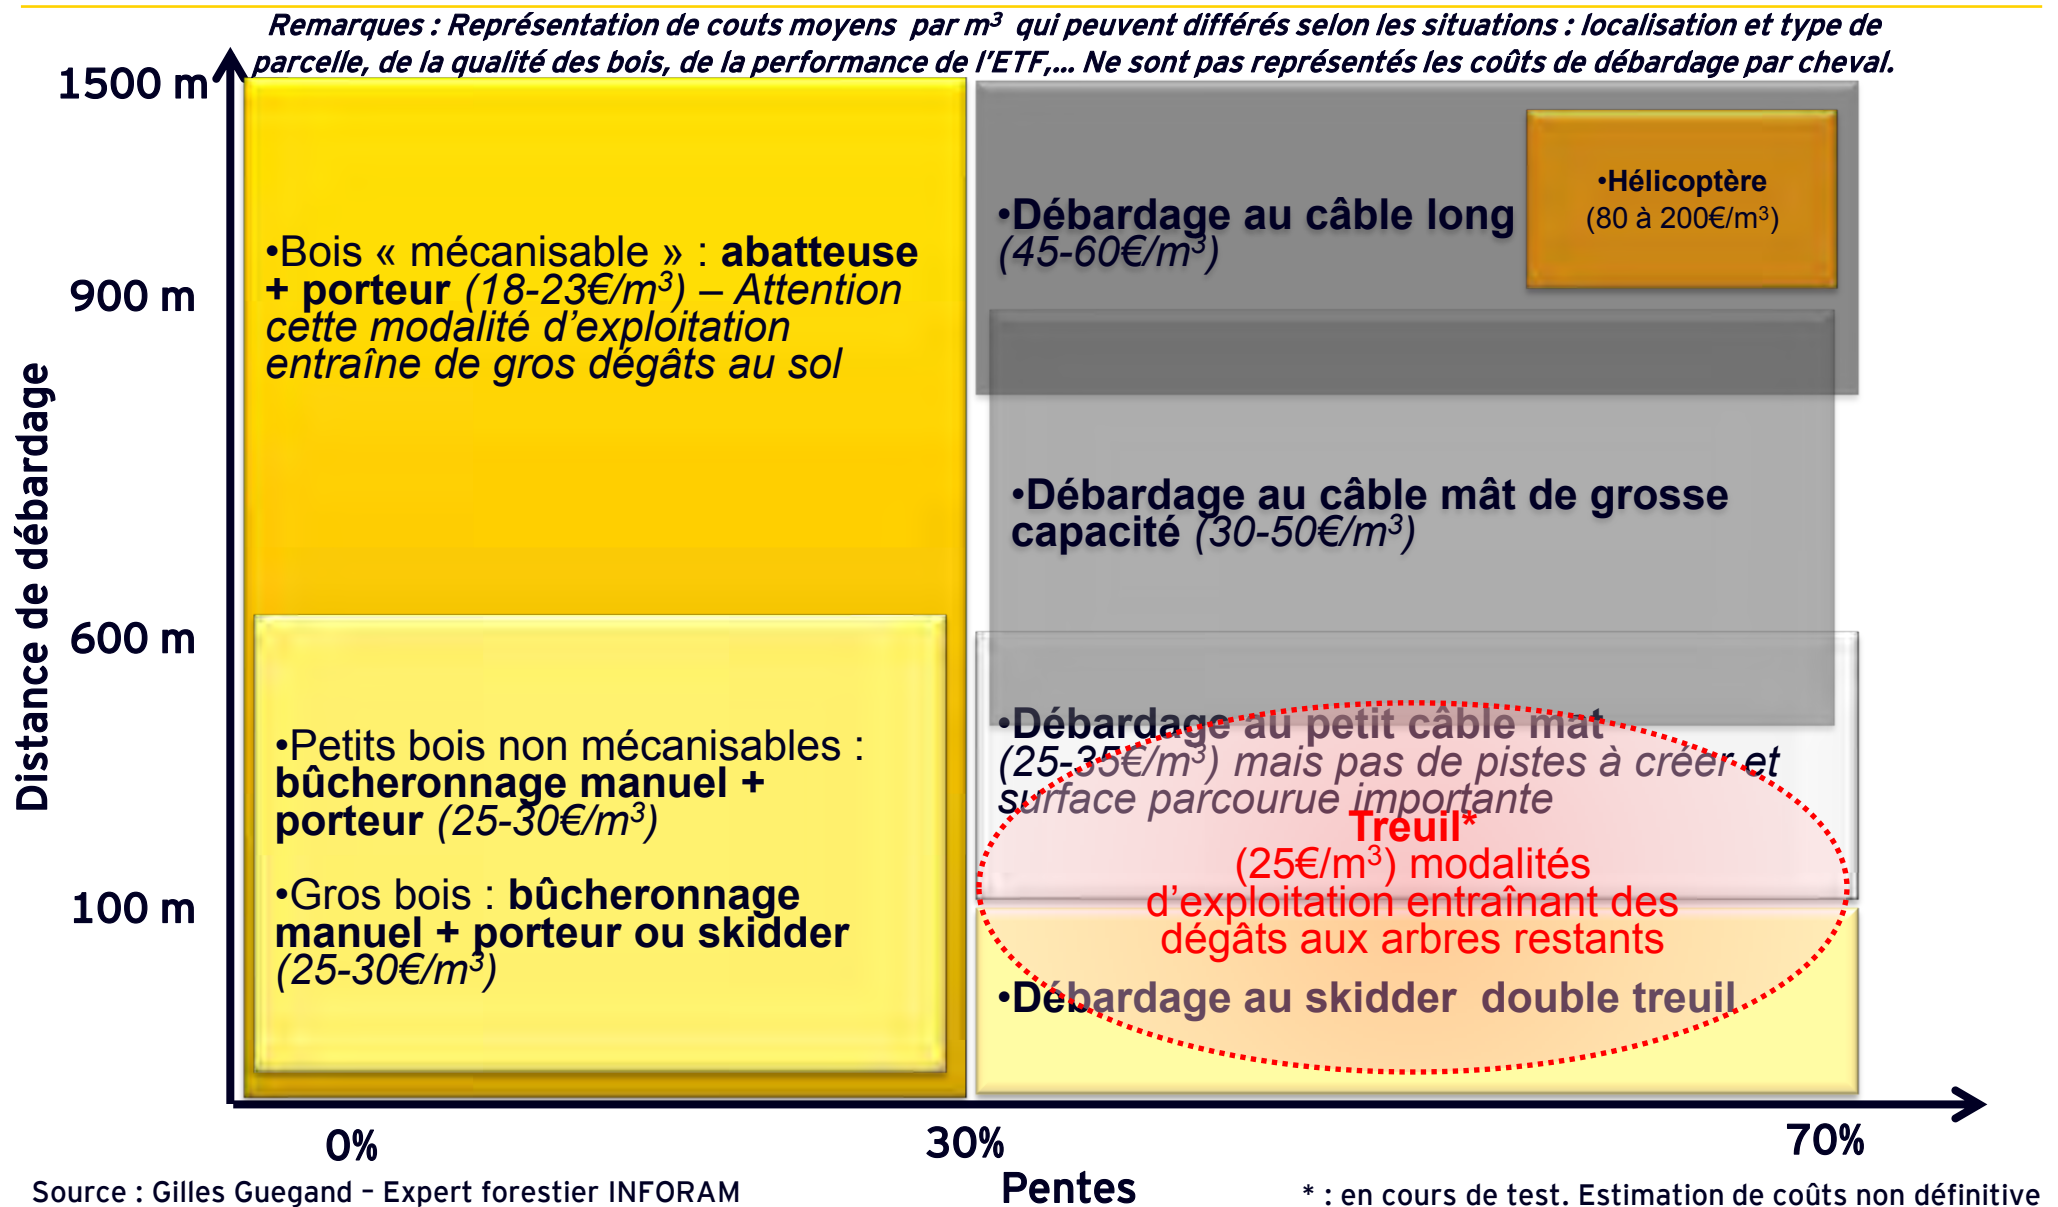 Remarques : Représentation de couts moyens par m³ qui peuvent différés selon les situations : localisation et type de
parcelle, de la qualité des bois, de la performance de l'ETF,... Ne sont pas représentés les coûts de débardage par cheval.
1500 m
900 m
600 m
100 m
Distance de débardage
•Bois « mécanisable » : abatteuse
+ porteur (18-23€/m³) – Attention
cette modalité d'exploitation
entraîne de gros dégâts au sol
•Petits bois non mécanisables :
bûcheronnage manuel +
porteur (25-30€/m³)
•Gros bois : bûcheronnage
manuel + porteur ou skidder
(25-30€/m³)
•Débardage au câble long
(45-60€/m³)
•Hélicoptère
(80 à 200€/m³)
•Débardage au câble mât de grosse
capacité (30-50€/m³)
•Débardage au petit câble mat
(25-35€/m³) mais pas de pistes à créer et
surface parcourue importante
Treuil*
(25€/m³) modalités
d'exploitation entraînant des
dégâts aux arbres restants
•Débardage au skidder double treuil
0%
30%
70%
Pentes
Source : Gilles Guegand – Expert forestier INFORAM
* : en cours de test. Estimation de coûts non définitive